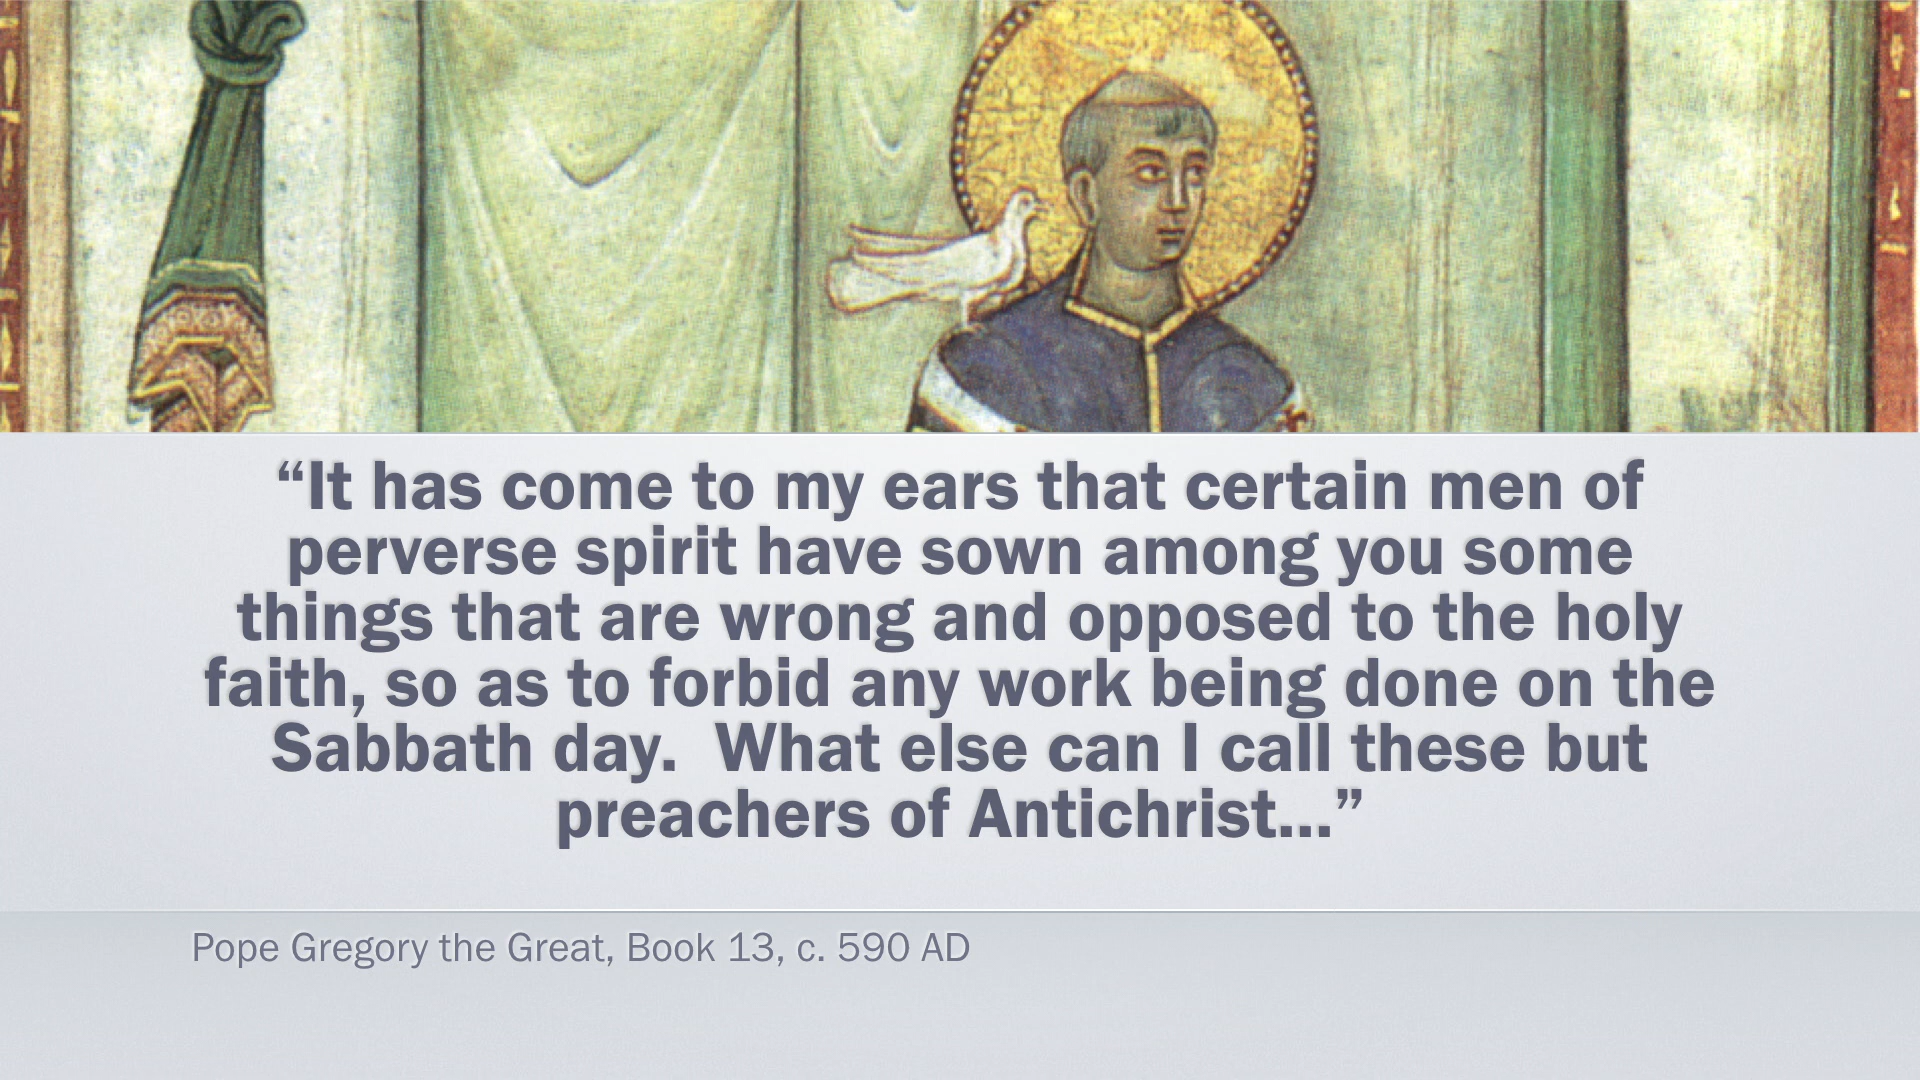 “It has come to my ears that certain men of
perverse spirit have sown among you some
things that are wrong and opposed to the holy
faith, so as to forbid any work being done on the
Sabbath day.  What else can I call these but
preachers of Antichrist...”
Pope Gregory the Great, Book 13, c. 590 AD